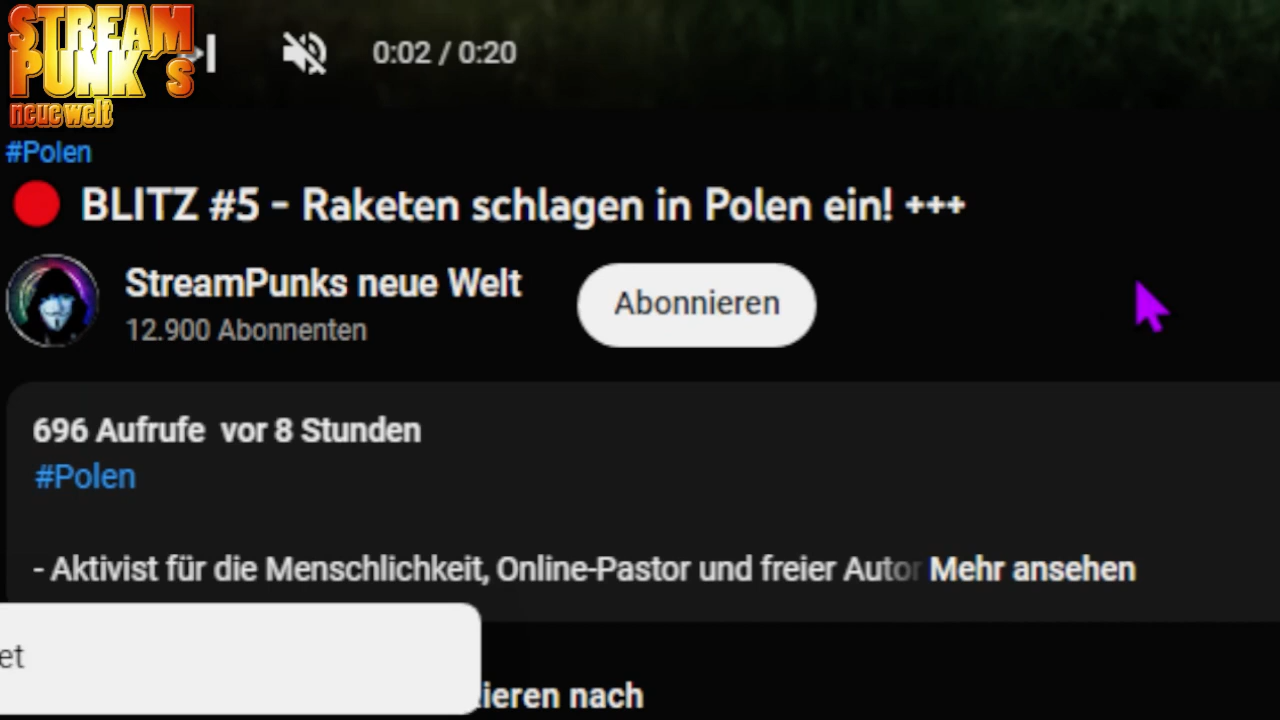 STREAM
PUNK´s
neue welt
0:02 / 0:20
#Polen
BLITZ #5 - Raketen schlagen in Polen ein! +++
StreamPunks neue Welt
12.900 Abonnenten
Abonnieren
696 Aufrufe vor 8 Stunden
#Polen
- Aktivist für die Menschlichkeit, Online-Pastor und freier Autor Mehr ansehen
et
ieren nach